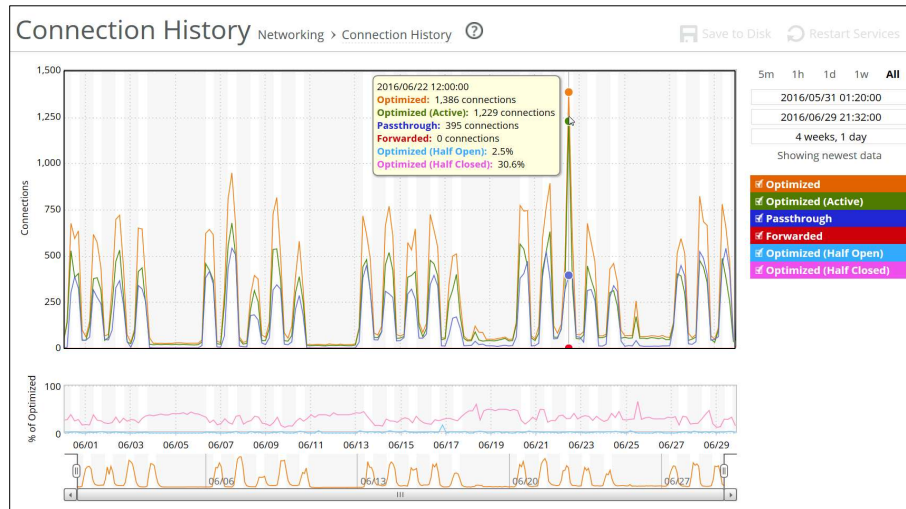 Connection History Networking › Connection History ?
Save to Disk Restart Services
5m 1h 1d 1w All
2016/05/31 01:20:00
2016/06/29 21:32:00
4 weeks, 1 day
Showing newest data
Optimized
Optimized (Active)
Passthrough
Forwarded
Optimized (Half Open)
Optimized (Half Closed)
Connections
1,500
1,250
1,000
750
500
250
0
2016/06/22 12:00:00
Optimized: 1,386 connections
Optimized (Active): 1,229 connections
Passthrough: 395 connections
Forwarded: 0 connections
Optimized (Half Open): 2.5%
Optimized (Half Closed): 30.6%
% of Optimized
100
0
06/01 06/03 06/05 06/07 06/09 06/11 06/13 06/15 06/17 06/19 06/21 06/23 06/25 06/27 06/29
06/06 06/13 06/20 06/27